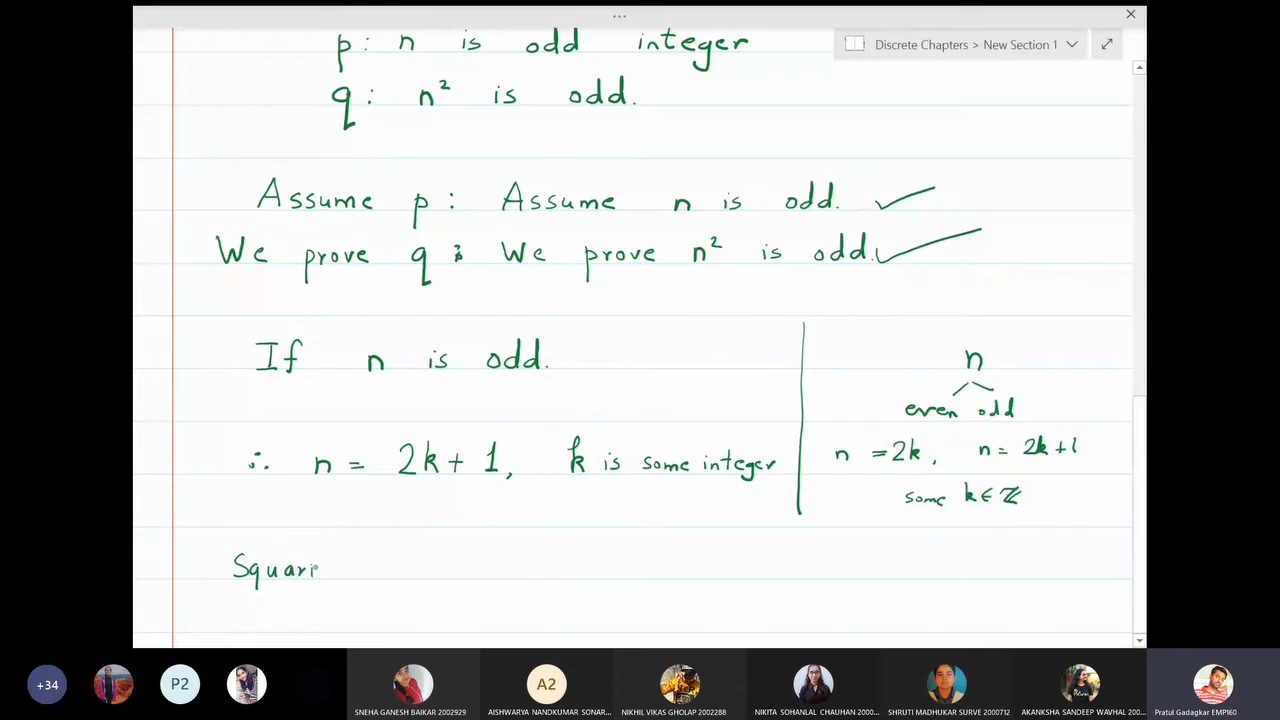 ...
Discrete Chapters > New Section 1
p : n is odd integer
q : n² is odd.
Assume p : Assume n is odd.
We prove q : We prove n² is odd.
If n is odd.
∴ n = 2k + 1, k is some integer
n
even odd
n = 2k, n = 2k+1
some k ∈ ℤ
Squari
+34
P2
A2
SNEHA GANESH BAIKAR 2002929
AISHWARYA NANDKUMAR SONAR...
NIKHIL VIKAS GHOLAP 2002288
NIKITA SOHANLAL CHAUHAN 2000...
SHRUTI MADHUKAR SURVE 2000712
AKANKSHA SANDEEP WAVHAL 200...
Pratul Gadagkar EMP160